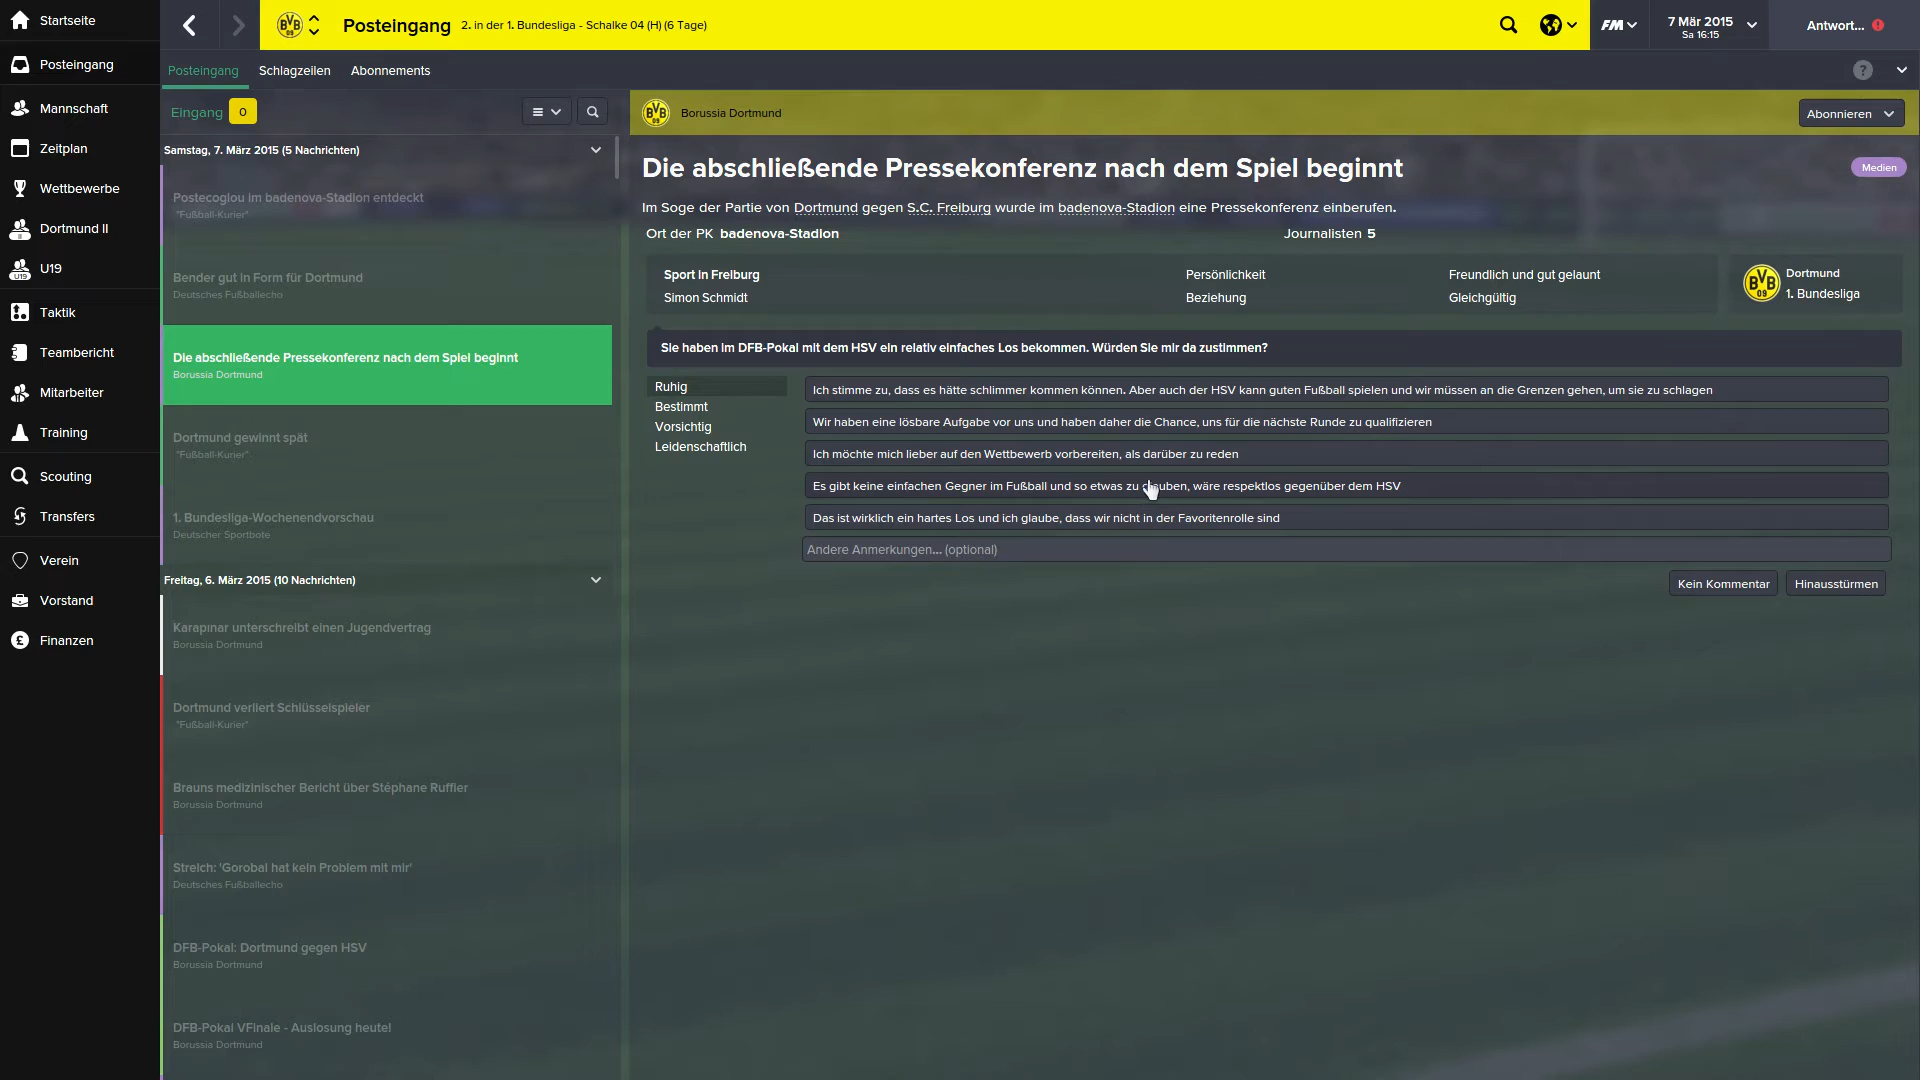 Startseite
Posteingang
Mannschaft
Zeitplan
Wettbewerbe
Dortmund II
U19
Taktik
Teambericht
Mitarbeiter
Training
Scouting
Transfers
Verein
Vorstand
Finanzen
Posteingang 2. in der 1. Bundesliga - Schalke 04 (H) (6 Tage)
FM
7 Mär 2015
Sa 16:15
Antwort...
Posteingang Schlagzeilen Abonnements
Eingang 0
Samstag, 7. März 2015 (5 Nachrichten)
Postecoglou im badenova-Stadion entdeckt
"Fußball-Kurier"
Bender gut in Form für Dortmund
Deutsches Fußballecho
Die abschließende Pressekonferenz nach dem Spiel beginnt
Borussia Dortmund
Dortmund gewinnt spät
"Fußball-Kurier"
1. Bundesliga-Wochenendvorschau
Deutscher Sportbote
Freitag, 6. März 2015 (10 Nachrichten)
Karapınar unterschreibt einen Jugendvertrag
Borussia Dortmund
Dortmund verliert Schlüsselspieler
"Fußball-Kurier"
Brauns medizinischer Bericht über Stéphane Ruffier
Borussia Dortmund
Streich: 'Gorobai hat kein Problem mit mir'
Deutsches Fußballecho
DFB-Pokal: Dortmund gegen HSV
Borussia Dortmund
DFB-Pokal VFinale - Auslosung heute!
Borussia Dortmund
Borussia Dortmund
Abonnieren
Die abschließende Pressekonferenz nach dem Spiel beginnt
Medien
Im Soge der Partie von Dortmund gegen S.C. Freiburg wurde im badenova-Stadion eine Pressekonferenz einberufen.
Ort der PK badenova-Stadion Journalisten 5
Sport in Freiburg Persönlichkeit Freundlich und gut gelaunt
Simon Schmidt Beziehung Gleichgültig
Dortmund
1. Bundesliga
Sie haben im DFB-Pokal mit dem HSV ein relativ einfaches Los bekommen. Würden Sie mir da zustimmen?
Ruhig
Bestimmt
Vorsichtig
Leidenschaftlich
Ich stimme zu, dass es hätte schlimmer kommen können. Aber auch der HSV kann guten Fußball spielen und wir müssen an die Grenzen gehen, um sie zu schlagen
Wir haben eine lösbare Aufgabe vor uns und haben daher die Chance, uns für die nächste Runde zu qualifizieren
Ich möchte mich lieber auf den Wettbewerb vorbereiten, als darüber zu reden
Es gibt keine einfachen Gegner im Fußball und so etwas zu glauben, wäre respektlos gegenüber dem HSV
Das ist wirklich ein hartes Los und ich glaube, dass wir nicht in der Favoritenrolle sind
Andere Anmerkungen... (optional)
Kein Kommentar Hinausstürmen